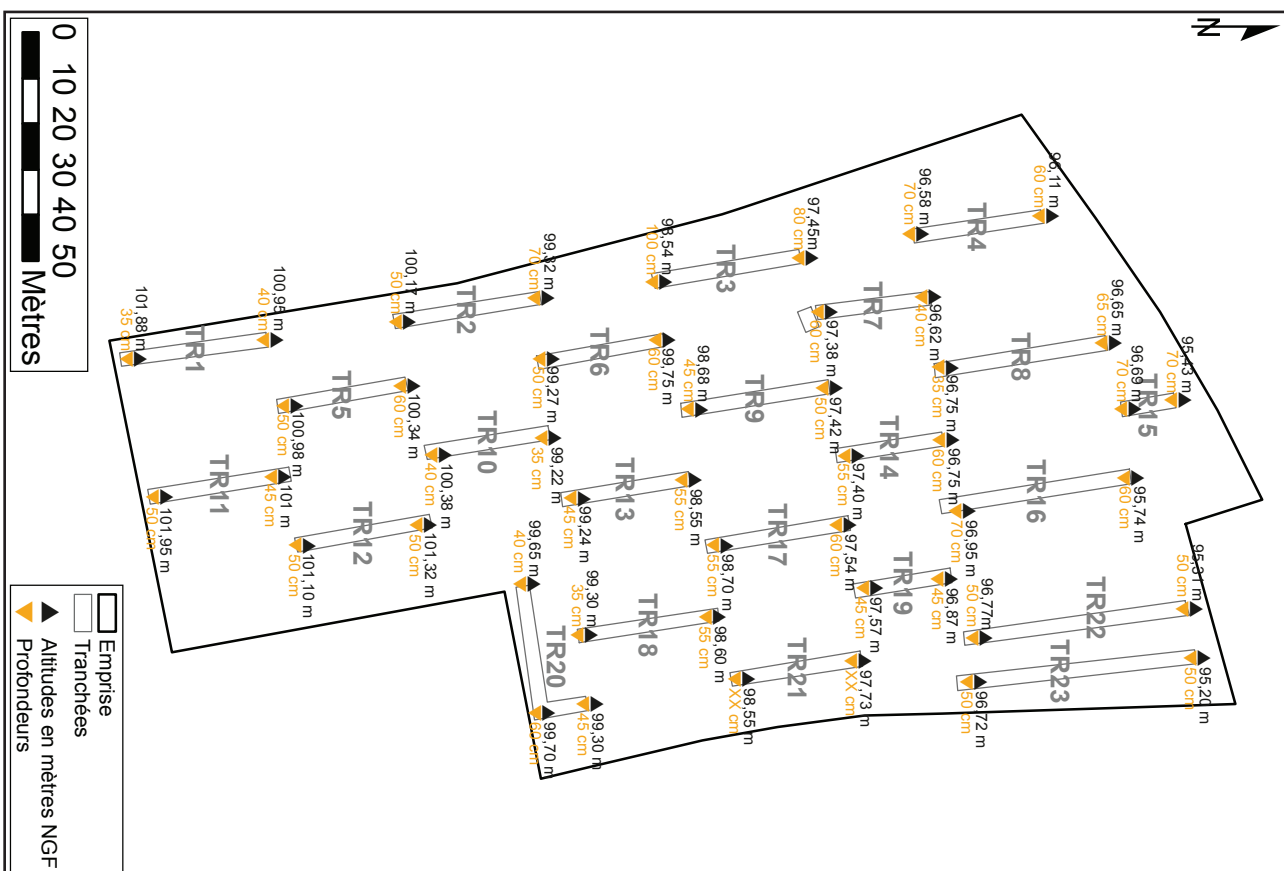 N
0 10 20 30 40 50
Mètres
Emprise
Tranchées
Altitudes en mètres NGF
Profondeurs
TR1
100,95 m
40 cm
101,88 m
35 cm
TR2
99,32 m
70 cm
100,17 m
50 cm
TR3
97,45m
80 cm
98,54 m
100 cm
TR4
96,11 m
60 cm
96,58 m
70 cm
TR5
100,34 m
60 cm
100,98 m
50 cm
TR6
99,75 m
60 cm
99,27 m
50 cm
TR7
96,62 m
40 cm
97,38 m
60 cm
TR8
96,65 m
65 cm
96,75 m
35 cm
TR9
97,42 m
50 cm
98,68 m
45 cm
TR10
99,22 m
35 cm
100,38 m
40 cm
TR11
101 m
45 cm
101,95 m
50 cm
TR12
101,32 m
50 cm
101,10 m
50 cm
TR13
98,55 m
55 cm
99,24 m
45 cm
TR14
96,75 m
60 cm
97,40 m
55 cm
TR15
95,43 m
70 cm
96,69 m
70 cm
TR16
95,74 m
60 cm
96,95 m
70 cm
TR17
97,54 m
60 cm
98,70 m
55 cm
TR18
98,60 m
55 cm
99,30 m
35 cm
TR19
96,87 m
45 cm
97,57 m
45 cm
TR20
99,65 m
40 cm
99,30 m
45 cm
99,70 m
60 cm
TR21
97,73 m
XX cm
98,55 m
XX cm
TR22
95,31 m
50 cm
96,77m
50 cm
TR23
95,20 m
50 cm
96,72 m
50 cm